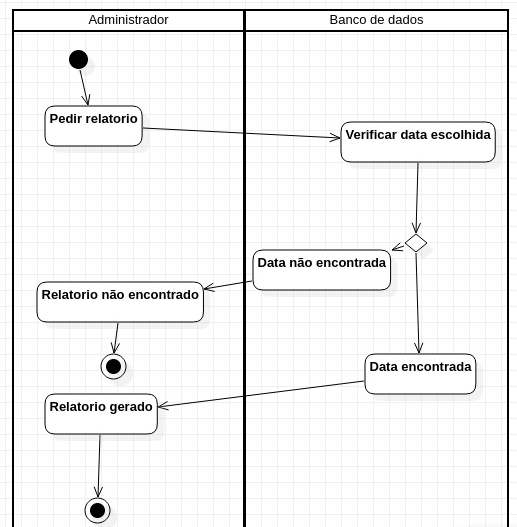 Administrador
Banco de dados
Pedir relatorio
Verificar data escolhida
Data não encontrada
Relatorio não encontrado
Data encontrada
Relatorio gerado